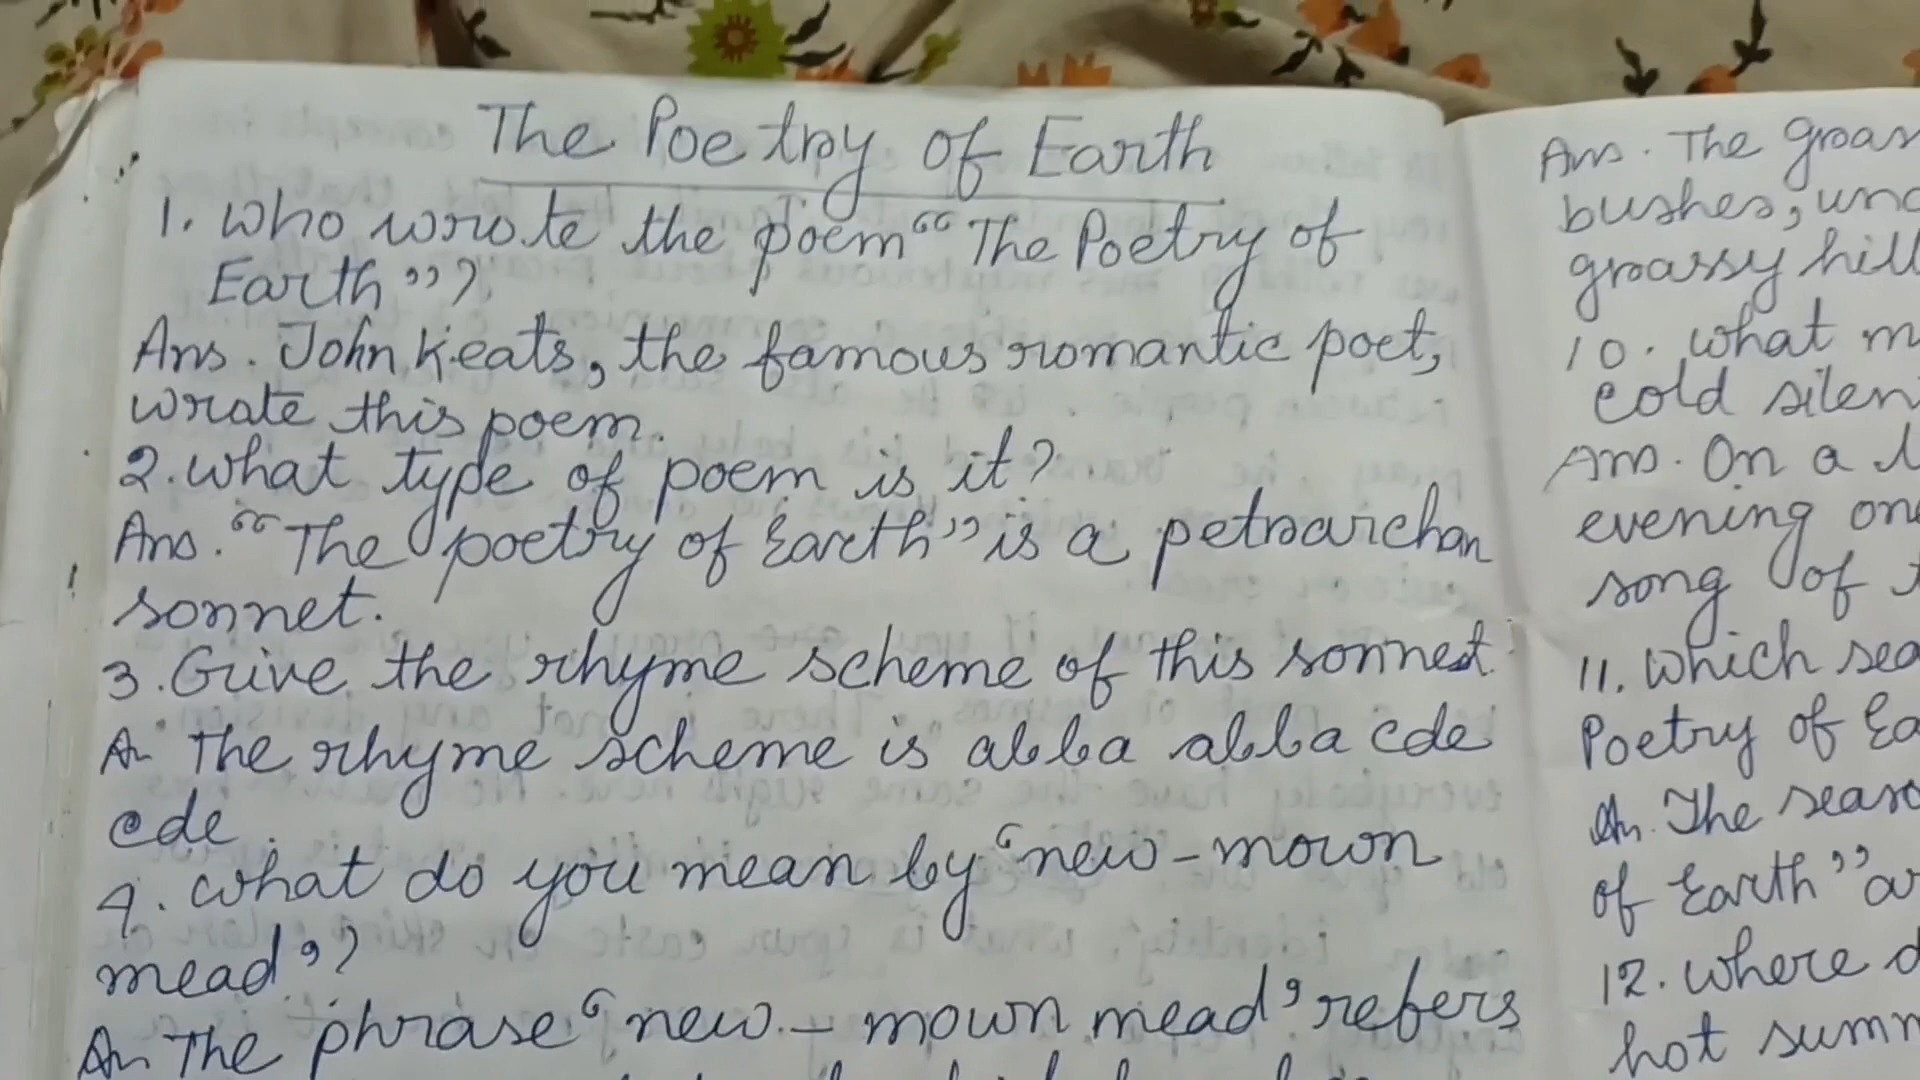 The Poetry of Earth
1. Who wrote the poem "The Poetry of
Earth"?
Ans. John Keats, the famous romantic poet,
wrote this poem.
2. What type of poem is it?
Ans. "The poetry of Earth" is a petrarchan
sonnet.
3. Give the rhyme scheme of this sonnet.
An The rhyme scheme is abba abba cde
cde.
4. What do you mean by 'new-mown
mead'?
An The phrase 'new-mown mead' refers
Ans. The
bushes,
grassy
10. What
cold
Ans. On a
evening
song of
11. Which
Poetry of
An. The
of Earth"
12. Where
hot